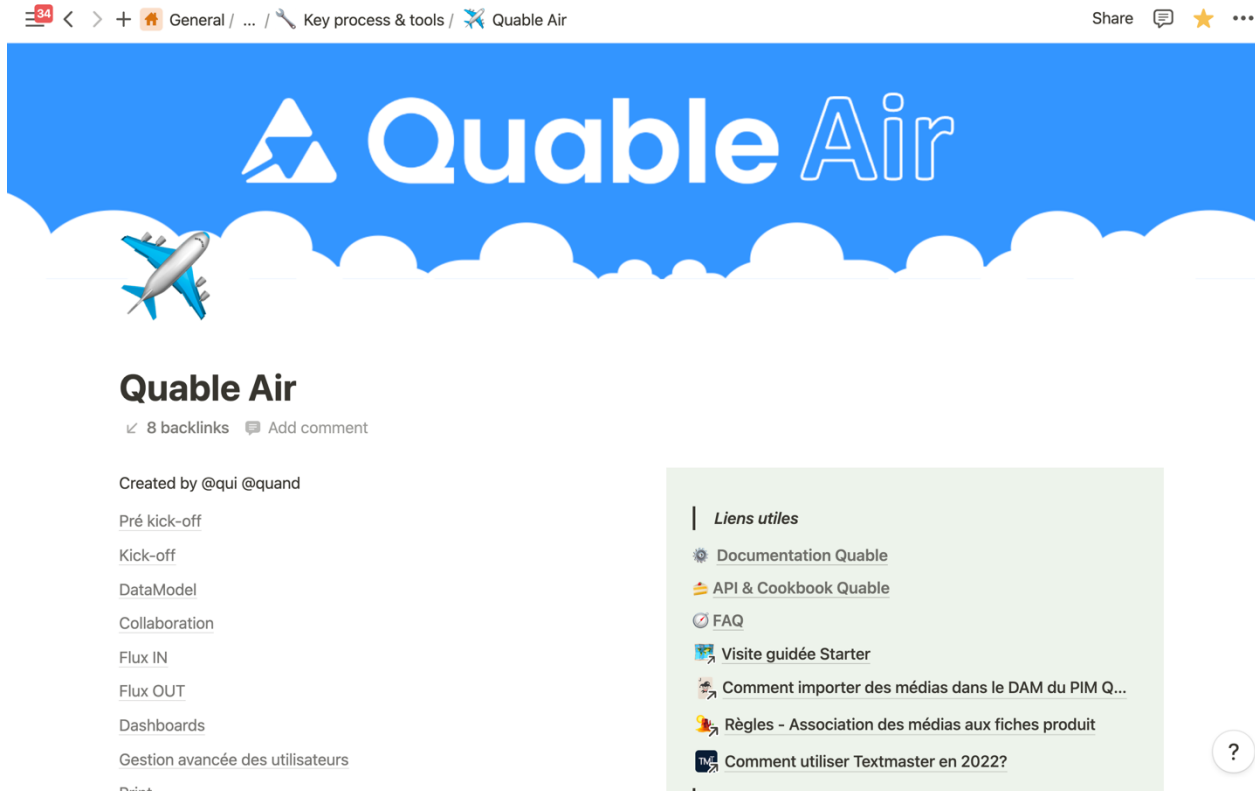 34
General / ... / Key process & tools / Quable Air
Share
Quable Air
Quable Air
8 backlinks Add comment
Created by @qui @quand
Pré kick-off
Kick-off
DataModel
Collaboration
Flux IN
Flux OUT
Dashboards
Gestion avancée des utilisateurs
Print
Liens utiles
Documentation Quable
API & Cookbook Quable
FAQ
Visite guidée Starter
Comment importer des médias dans le DAM du PIM Q...
Règles - Association des médias aux fiches produit
Comment utiliser Textmaster en 2022?
?